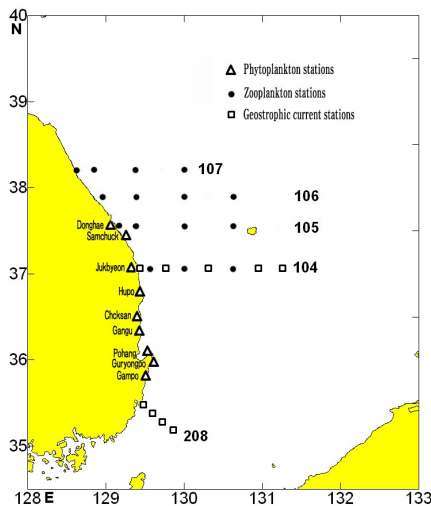 40
N
39
38
37
36
35
128 E
129
130
131
132
133
Phytoplankton stations
Zooplankton stations
Geostrophic current stations
107
106
105
104
208
Donghae
Samchuck
Jukbyeon
Hupo
Choksan
Gangu
Pohang
Guryongpo
Gampo